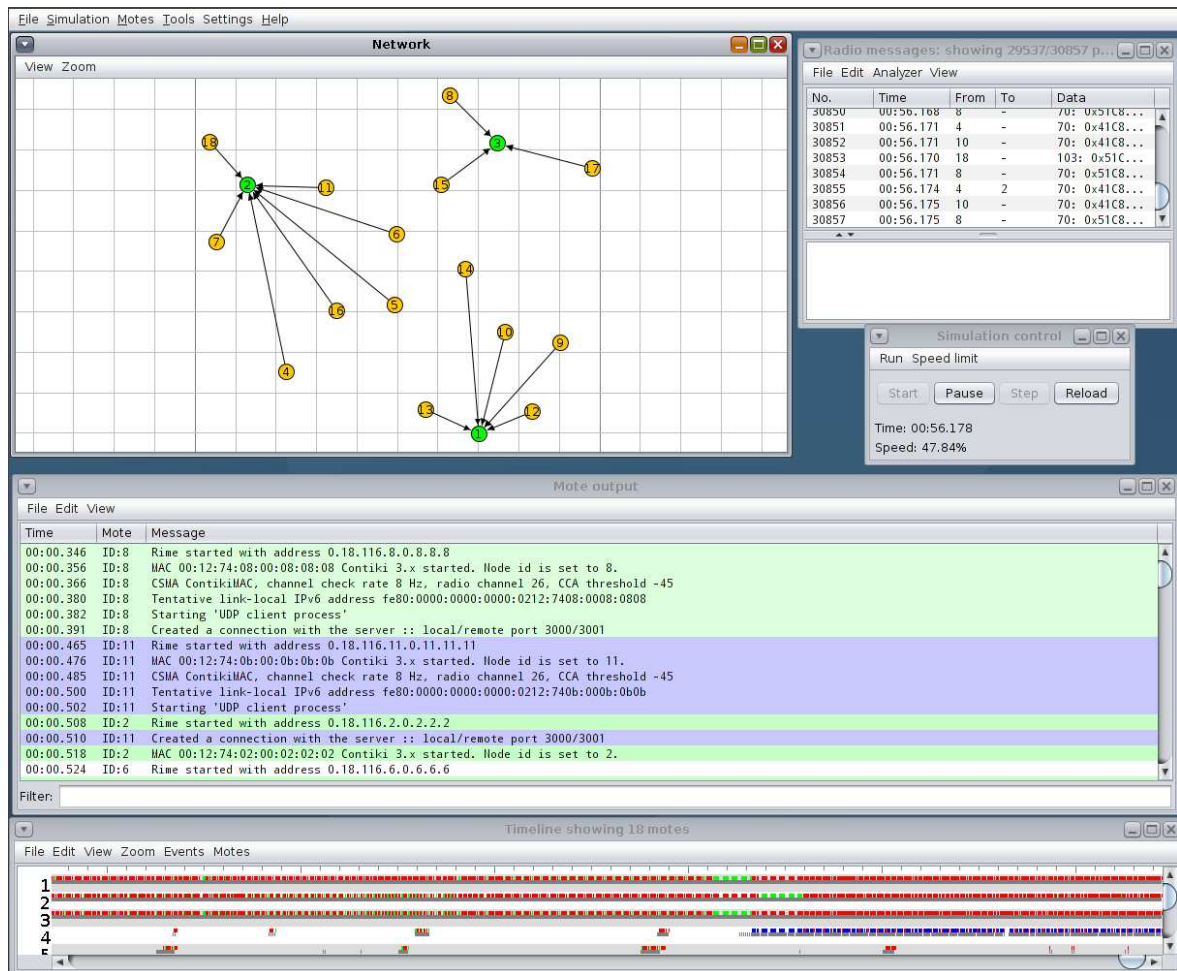 File Simulation Motes Tools Settings Help
Network
View Zoom
8
18
3
17
2
11
15
7
6
14
5
16
10
9
4
13
12
1
Radio messages: showing 29537/30857 p...
File Edit Analyzer View
No. Time From To Data
30850 00:56.168 8 - 70: 0x51C8...
30851 00:56.171 4 - 70: 0x41C8...
30852 00:56.171 10 - 70: 0x41C8...
30853 00:56.170 18 - 103: 0x51C...
30854 00:56.171 8 - 70: 0x51C8...
30855 00:56.174 4 2 70: 0x41C8...
30856 00:56.175 10 - 70: 0x41C8...
30857 00:56.175 8 - 70: 0x51C8...
Simulation control
Run Speed limit
Start Pause Step Reload
Time: 00:56.178
Speed: 47.84%
Mote output
File Edit View
Time Mote Message
00:00.346 ID:8 Rime started with address 0.18.116.8.0.8.8.8
00:00.356 ID:8 MAC 00:12:74:08:00:08:08:08 Contiki 3.x started. Node id is set to 8.
00:00.366 ID:8 CSMA ContikiMAC, channel check rate 8 Hz, radio channel 26, CCA threshold -45
00:00.380 ID:8 Tentative link-local IPv6 address fe80:0000:0000:0000:0212:7408:0008:0808
00:00.382 ID:8 Starting 'UDP client process'
00:00.391 ID:8 Created a connection with the server :: local/remote port 3000/3001
00:00.465 ID:11 Rime started with address 0.18.116.11.0.11.11.11
00:00.476 ID:11 MAC 00:12:74:0b:00:0b:0b:0b Contiki 3.x started. Node id is set to 11.
00:00.485 ID:11 CSMA ContikiMAC, channel check rate 8 Hz, radio channel 26, CCA threshold -45
00:00.500 ID:11 Tentative link-local IPv6 address fe80:0000:0000:0000:0212:740b:000b:0b0b
00:00.502 ID:11 Starting 'UDP client process'
00:00.508 ID:2 Rime started with address 0.18.116.2.0.2.2.2
00:00.510 ID:11 Created a connection with the server :: local/remote port 3000/3001
00:00.518 ID:2 MAC 00:12:74:02:00:02:02:02 Contiki 3.x started. Node id is set to 2.
00:00.524 ID:6 Rime started with address 0.18.116.6.0.6.6.6
Filter:
Timeline showing 18 motes
File Edit View Zoom Events Motes
1
2
3
4
5